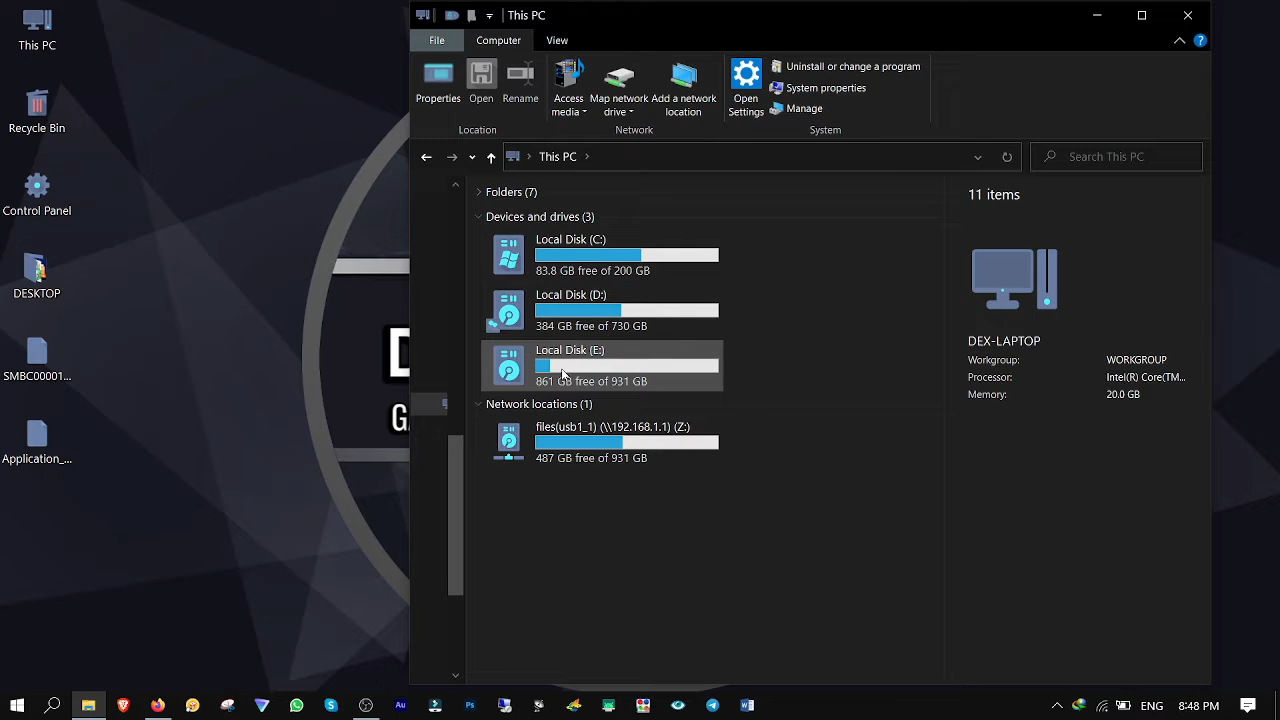 This PC
Recycle Bin
Control Panel
DESKTOP
SMBC00001...
Application_...
D
GA
This PC
File
Computer
View
Properties
Open
Rename
Access media
Map network drive
Add a network location
Open Settings
Uninstall or change a program
System properties
Manage
Location
Network
System
This PC
Search This PC
Folders (7)
Devices and drives (3)
Local Disk (C:)
83.8 GB free of 200 GB
Local Disk (D:)
384 GB free of 730 GB
Local Disk (E:)
861 GB free of 931 GB
Network locations (1)
files(usb1_1) (\\192.168.1.1) (Z:)
487 GB free of 931 GB
11 items
DEX-LAPTOP
Workgroup: WORKGROUP
Processor: Intel(R) Core(TM...
Memory: 20.0 GB
Au
Ps
ENG
8:48 PM